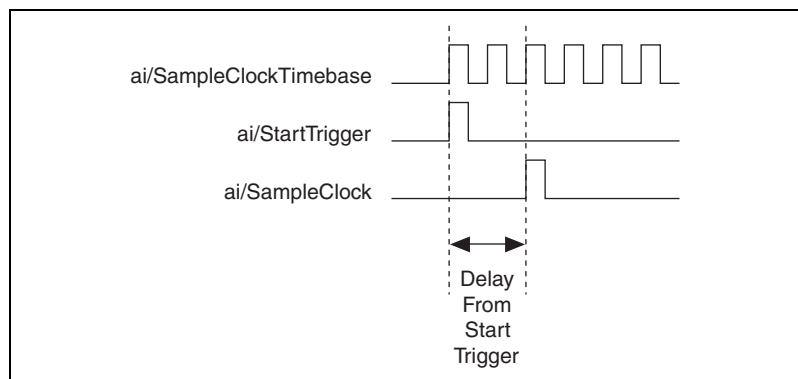 ai/SampleClockTimebase
ai/StartTrigger
ai/SampleClock
Delay
From
Start
Trigger